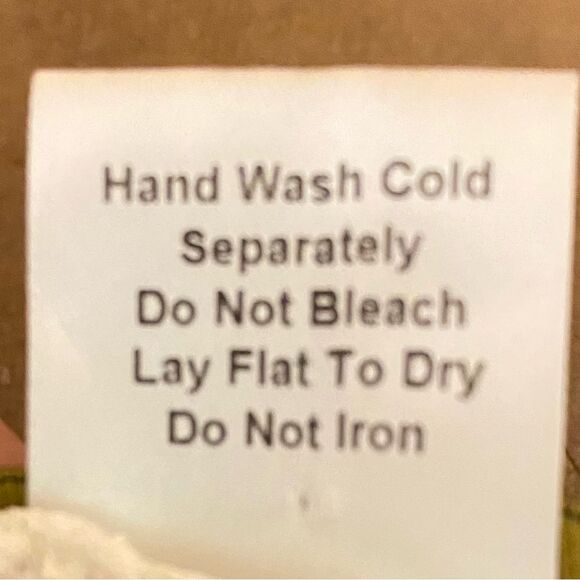 Hand Wash Cold
Separately
Do Not Bleach
Lay Flat To Dry
Do Not Iron